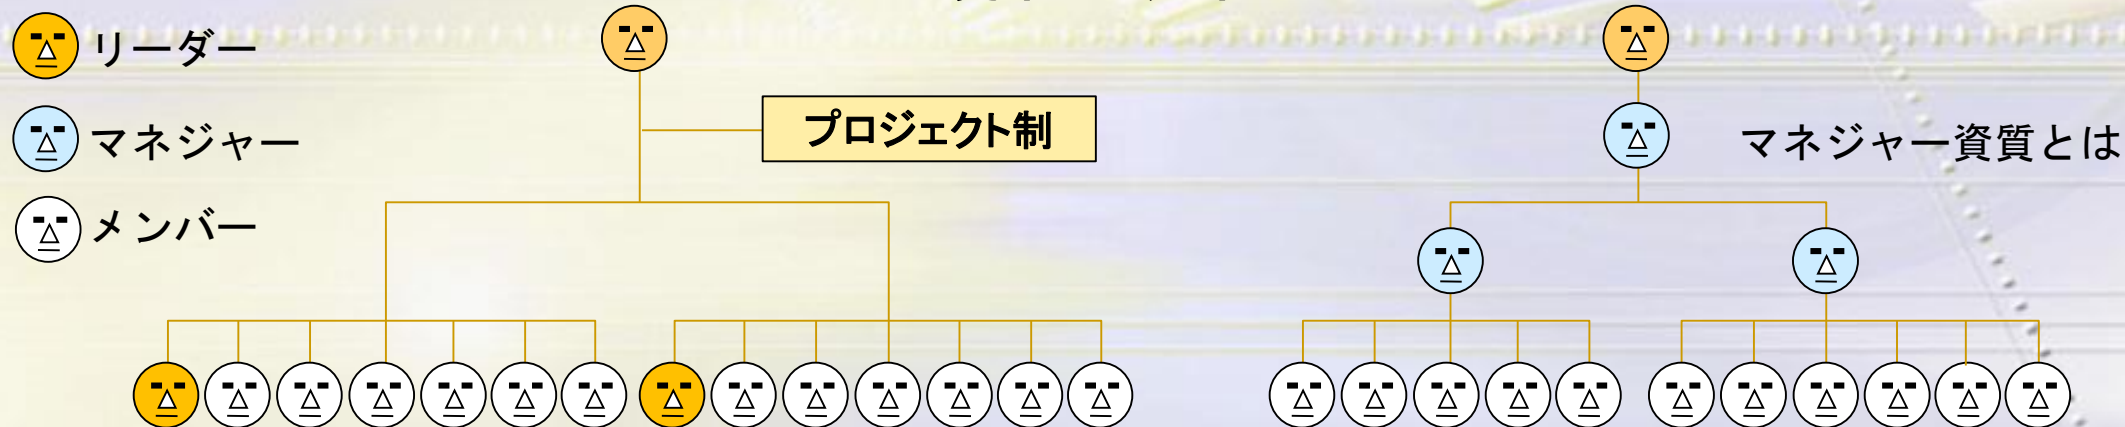 リーダー
プロジェクト制
マネジャー
マネジャー資質とは
メンバー